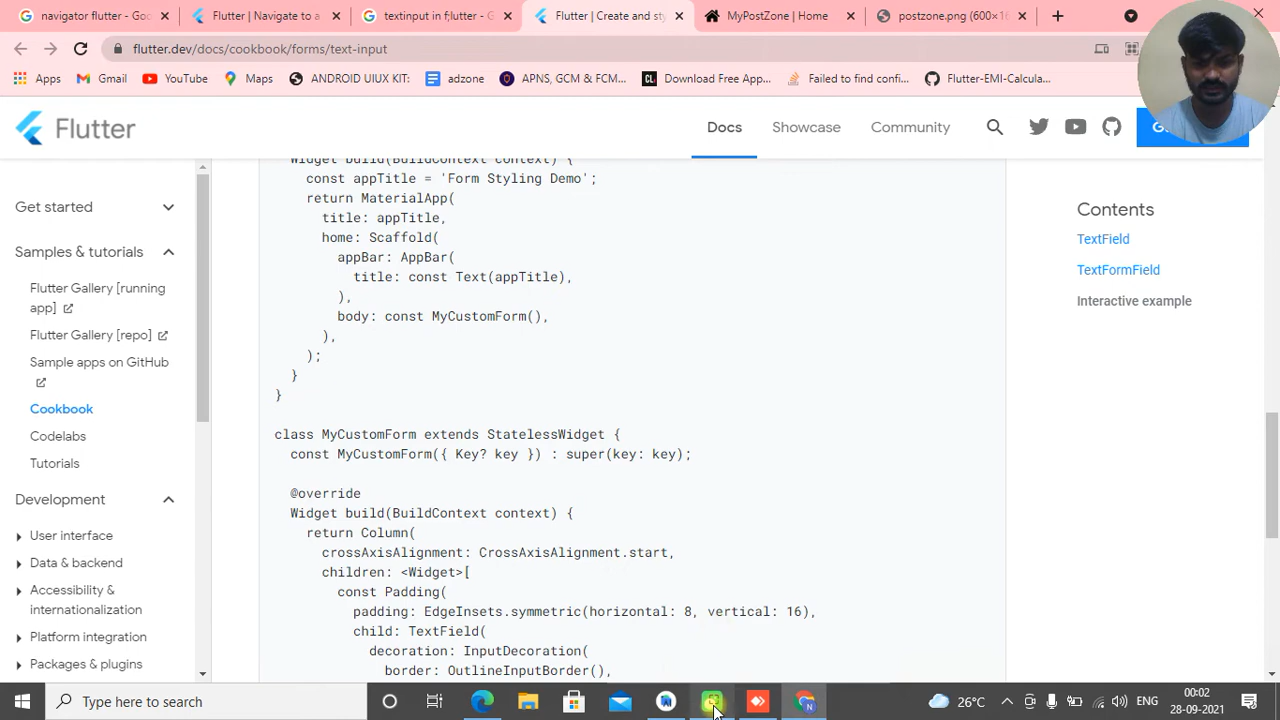 navigator flutter - Goo
Flutter | Navigate to a
textinput in f;lutter - G
Flutter | Create and sty
MyPostZone | Home
postzone.png (600×1
flutter.dev/docs/cookbook/forms/text-input
Apps
Gmail
YouTube
Maps
ANDROID UIUX KIT:
adzone
APNS, GCM & FCM...
Download Free App...
Failed to find confi...
Flutter-EMI-Calcula...
Flutter
Docs
Showcase
Community
G
Get started
Samples & tutorials
Flutter Gallery [running
app]
Flutter Gallery [repo]
Sample apps on GitHub
Cookbook
Codelabs
Tutorials
Development
User interface
Data & backend
Accessibility &
internationalization
Platform integration
Packages & plugins
Widget build(BuildContext context) {
const appTitle = 'Form Styling Demo';
return MaterialApp(
title: appTitle,
home: Scaffold(
appBar: AppBar(
title: const Text(appTitle),
),
body: const MyCustomForm(),
),
);
}
}
class MyCustomForm extends StatelessWidget {
const MyCustomForm({ Key? key }) : super(key: key);
@override
Widget build(BuildContext context) {
return Column(
crossAxisAlignment: CrossAxisAlignment.start,
children: <Widget>[
const Padding(
padding: EdgeInsets.symmetric(horizontal: 8, vertical: 16),
child: TextField(
decoration: InputDecoration(
border: OutlineInputBorder(),
Contents
TextField
TextFormField
Interactive example
Type here to search
26°C
ENG
00:02
28-09-2021